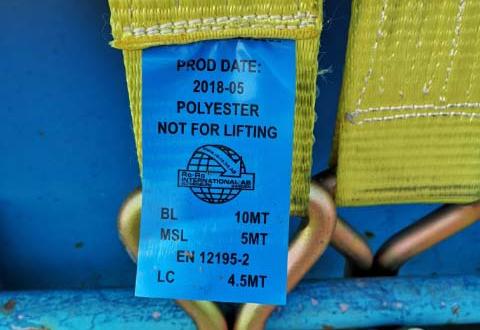 PROD DATE:
2018-05
POLYESTER
NOT FOR LIFTING
Ro-Ro
INTERNATIONAL AB
BL 10MT
MSL 5MT
EN 12195-2
LC 4.5MT